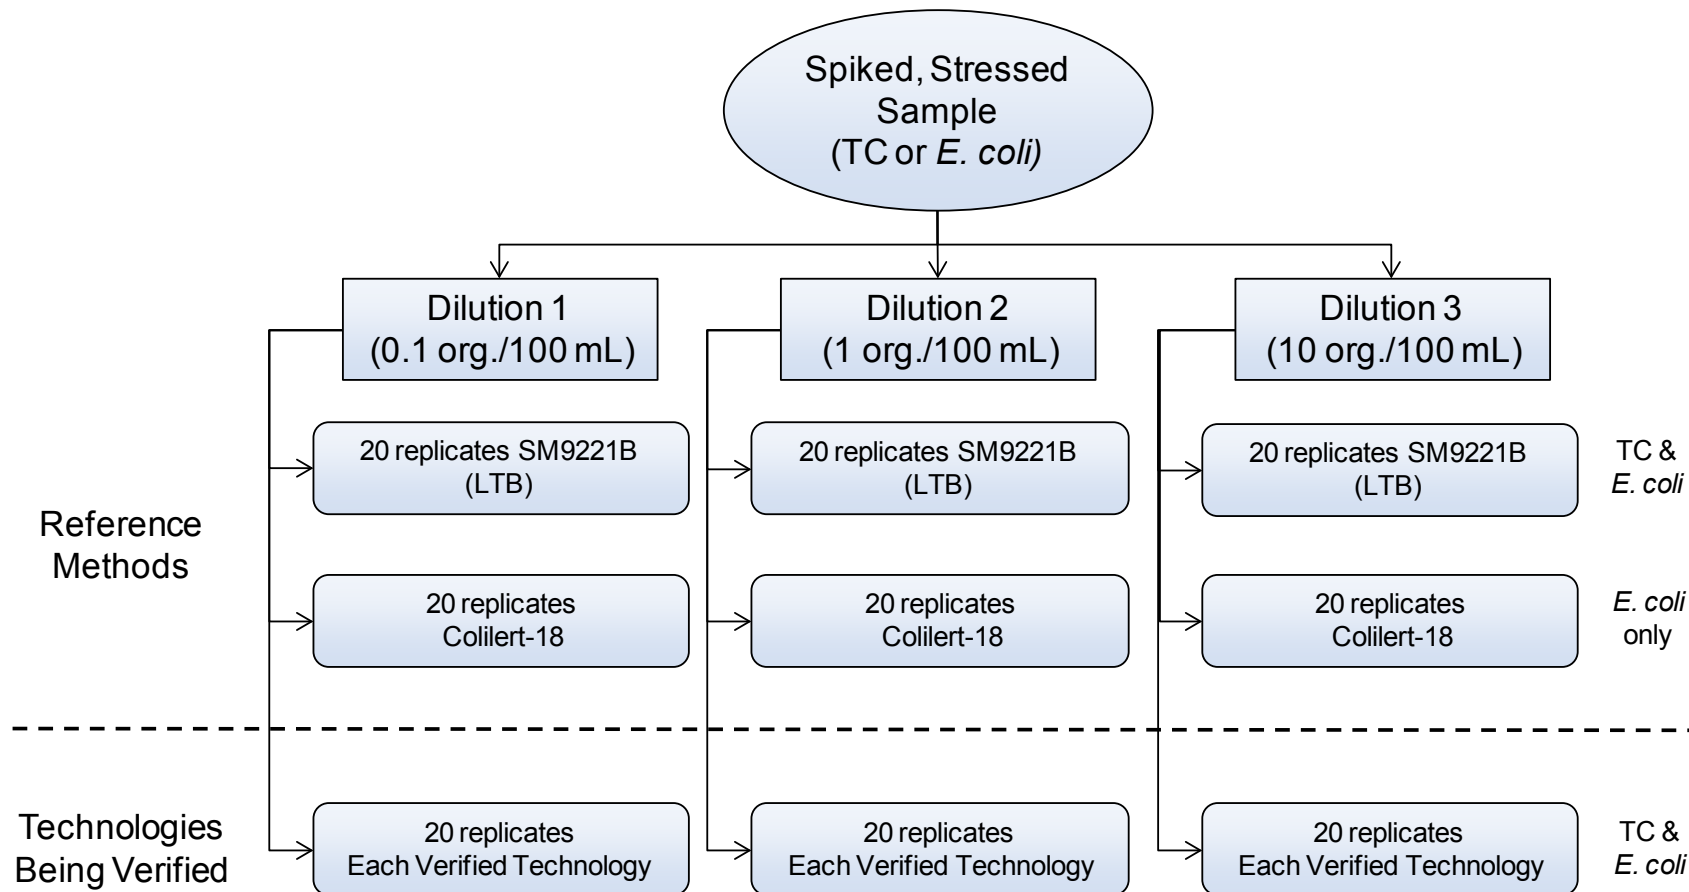 Spiked, Stressed
Sample
(TC or E. coli)
Dilution 1
(0.1 org./100 mL)
Dilution 2
(1 org./100 mL)
Dilution 3
(10 org./100 mL)
Reference
Methods
20 replicates SM9221B
(LTB)
20 replicates SM9221B
(LTB)
20 replicates SM9221B
(LTB)
TC &
E. coli
20 replicates
Colilert-18
20 replicates
Colilert-18
20 replicates
Colilert-18
E. coli
only
Technologies
Being Verified
20 replicates
Each Verified Technology
20 replicates
Each Verified Technology
20 replicates
Each Verified Technology
TC &
E. coli